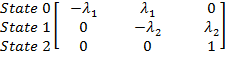 State 0 [ −λ₁ λ₁ 0 ]
State 1 [ 0 −λ₂ λ₂ ]
State 2 [ 0 0 1 ]